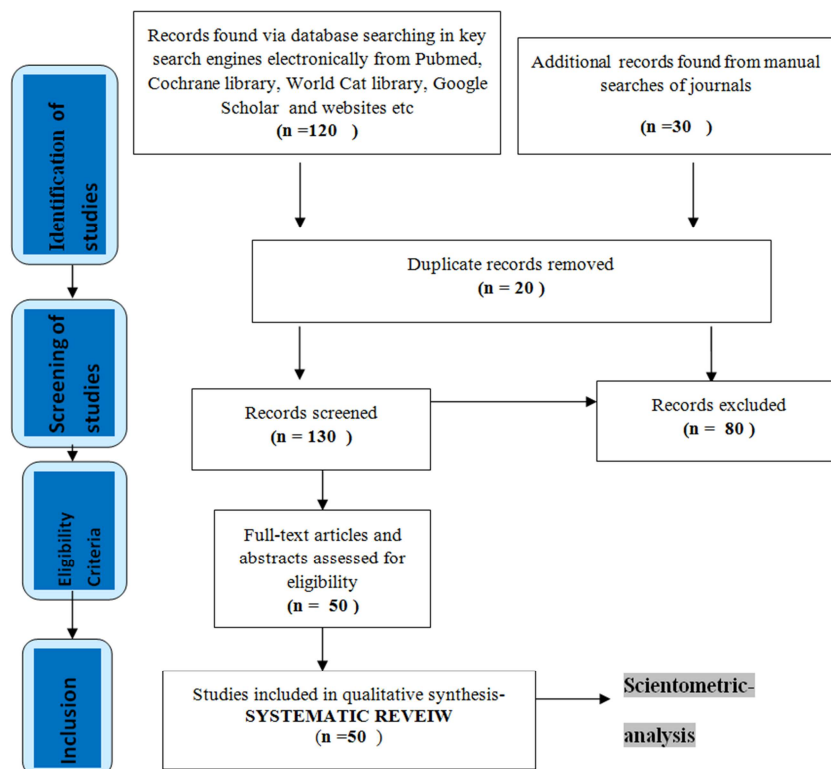 Records found via database searching in key
search engines electronically from Pubmed,
Cochrane library, World Cat library, Google
Scholar and websites etc
(n =120 )
Additional records found from manual
searches of journals
(n =30 )
Identification of
studies
Duplicate records removed
(n = 20 )
Screening of
studies
Records screened
(n = 130 )
Records excluded
(n = 80 )
Eligibility
Criteria
Full-text articles and
abstracts assessed for
eligibility
(n = 50 )
Inclusion
Studies included in qualitative synthesis-
SYSTEMATIC REVEIW
(n =50 )
Scientometric-
analysis